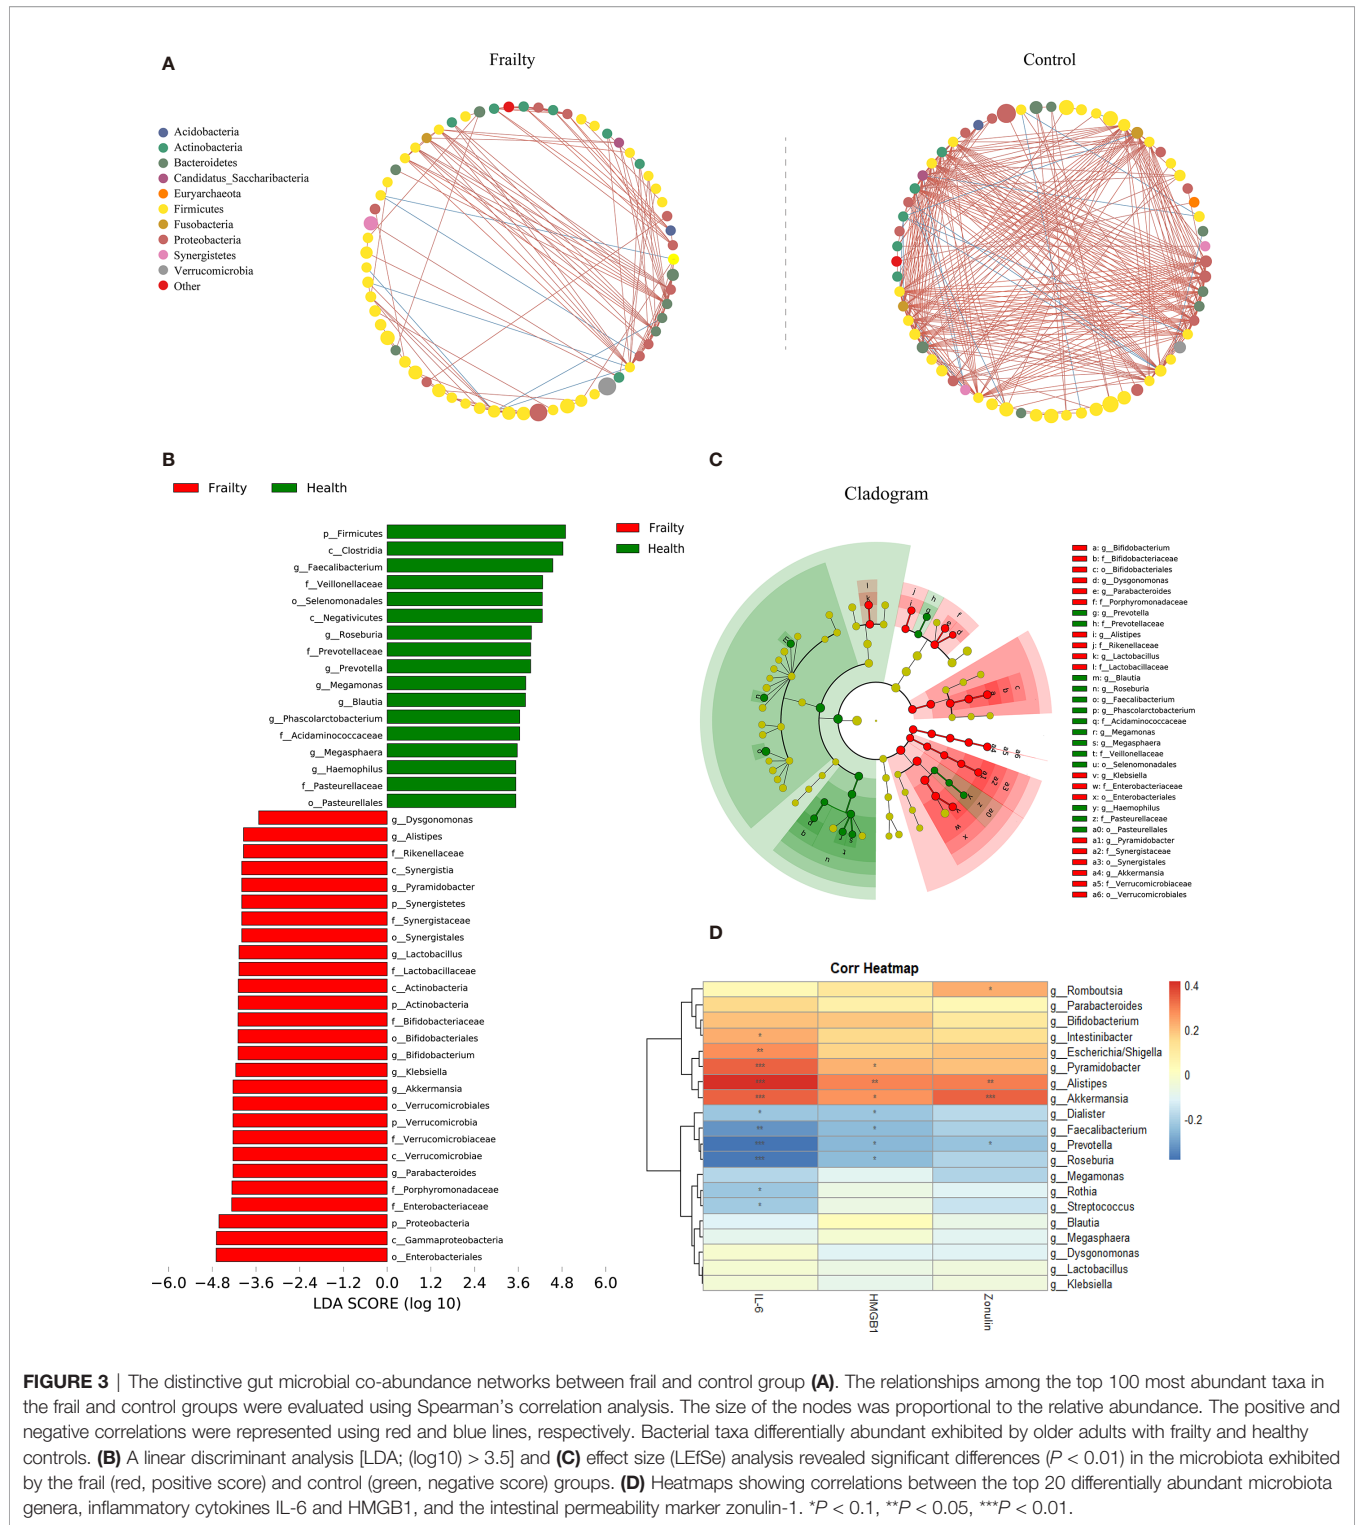 A
Frailty
Control
Acidobacteria
Actinobacteria
Bacteroidetes
Candidatus_Saccharibacteria
Euryarchaeota
Firmicutes
Fusobacteria
Proteobacteria
Synergistetes
Verrucomicrobia
Other
B
Frailty
Health
p__Firmicutes
c__Clostridia
g__Faecalibacterium
f__Veillonellaceae
o__Selenomonadales
c__Negativicutes
g__Roseburia
f__Prevotellaceae
g__Prevotella
g__Megamonas
g__Blautia
g__Phascolarctobacterium
f__Acidaminococcaceae
g__Megasphaera
g__Haemophilus
f__Pasteurellaceae
o__Pasteurellales
g__Dysgonomonas
g__Alistipes
f__Rikenellaceae
c__Synergistia
g__Pyramidobacter
p__Synergistetes
f__Synergistaceae
o__Synergistales
g__Lactobacillus
f__Lactobacillaceae
c__Actinobacteria
p__Actinobacteria
f__Bifidobacteriaceae
o__Bifidobacteriales
g__Bifidobacterium
g__Klebsiella
g__Akkermansia
o__Verrucomicrobiales
p__Verrucomicrobia
f__Verrucomicrobiaceae
c__Verrucomicrobiae
g__Parabacteroides
f__Porphyromonadaceae
f__Enterobacteriaceae
p__Proteobacteria
c__Gammaproteobacteria
o__Enterobacteriales
−6.0 −4.8 −3.6 −2.4 −1.2 0.0 1.2 2.4 3.6 4.8 6.0
LDA SCORE (log 10)
C
Cladogram
Frailty
Health
l
k
j
i
h
g
f
e
d
c
b
a
m
n
o
p
q
r
s
t
u
v
w
x
y
z
a0
a1
a2
a3
a4
a5
a6
a: g__Bifidobacterium
b: f__Bifidobacteriaceae
c: o__Bifidobacteriales
d: g__Dysgonomonas
e: g__Parabacteroides
f: f__Porphyromonadaceae
g: g__Prevotella
h: f__Prevotellaceae
i: g__Alistipes
j: f__Rikenellaceae
k: g__Lactobacillus
l: f__Lactobacillaceae
m: g__Blautia
n: g__Roseburia
o: g__Faecalibacterium
p: g__Phascolarctobacterium
q: f__Acidaminococcaceae
r: g__Megamonas
s: g__Megasphaera
t: f__Veillonellaceae
u: o__Selenomonadales
v: g__Klebsiella
w: f__Enterobacteriaceae
x: o__Enterobacteriales
y: g__Haemophilus
z: f__Pasteurellaceae
a0: o__Pasteurellales
a1: g__Pyramidobacter
a2: f__Synergistaceae
a3: o__Synergistales
a4: g__Akkermansia
a5: f__Verrucomicrobiaceae
a6: o__Verrucomicrobiales
D
Corr Heatmap
* g__Romboutsia
g__Parabacteroides
g__Bifidobacterium
* g__Intestinibacter
** g__Escherichia/Shigella
*** * g__Pyramidobacter
*** ** ** g__Alistipes
*** * *** g__Akkermansia
* * g__Dialister
** * g__Faecalibacterium
*** * * g__Prevotella
*** * g__Roseburia
g__Megamonas
* g__Rothia
* g__Streptococcus
g__Blautia
g__Megasphaera
g__Dysgonomonas
g__Lactobacillus
g__Klebsiella
IL-6
HMGB1
Zonulin
0.4
0.2
0
-0.2
FIGURE 3 | The distinctive gut microbial co-abundance networks between frail and control group (A). The relationships among the top 100 most abundant taxa in
the frail and control groups were evaluated using Spearman's correlation analysis. The size of the nodes was proportional to the relative abundance. The positive and
negative correlations were represented using red and blue lines, respectively. Bacterial taxa differentially abundant exhibited by older adults with frailty and healthy
controls. (B) A linear discriminant analysis [LDA; (log10) > 3.5] and (C) effect size (LEfSe) analysis revealed significant differences (P < 0.01) in the microbiota exhibited
by the frail (red, positive score) and control (green, negative score) groups. (D) Heatmaps showing correlations between the top 20 differentially abundant microbiota
genera, inflammatory cytokines IL-6 and HMGB1, and the intestinal permeability marker zonulin-1. *P < 0.1, **P < 0.05, ***P < 0.01.